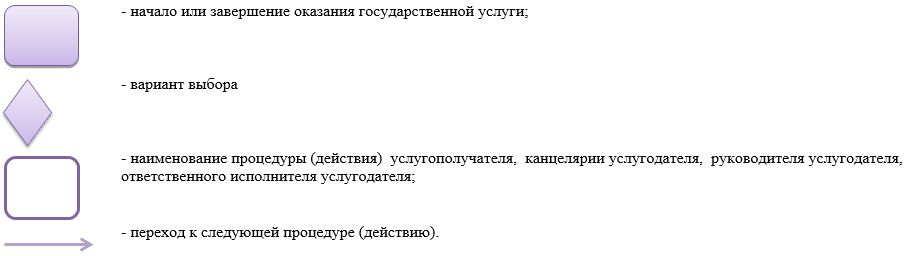 - начало или завершение оказания государственной услуги;
- вариант выбора
- наименование процедуры (действия) услугополучателя, канцелярии услугодателя, руководителя услугодателя,
ответственного исполнителя услугодателя;
- переход к следующей процедуре (действию).